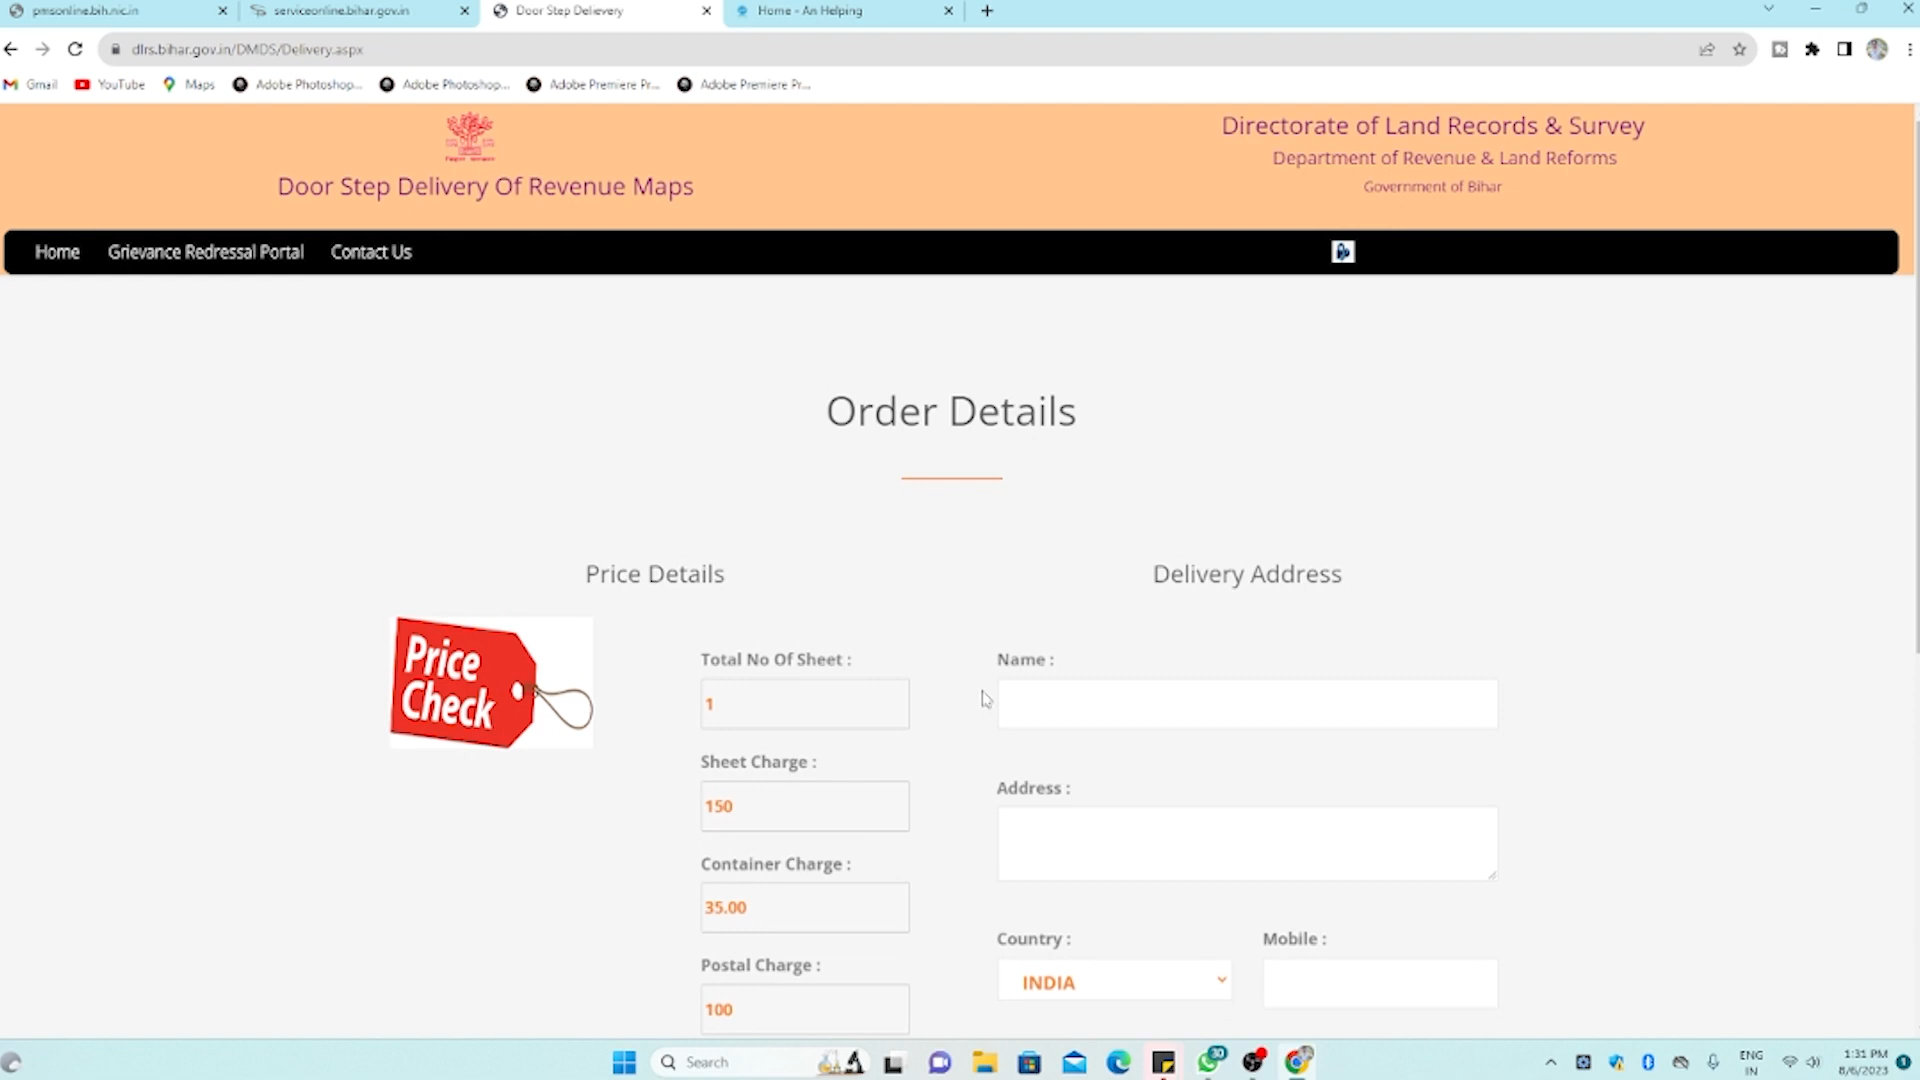 pmsonline.bih.nic.in
serviceonline.bihar.gov.in
Door Step Delievery
Home - An Helping
dlrs.bihar.gov.in/DMDS/Delivery.aspx
Gmail
YouTube
Maps
Adobe Photoshop...
Adobe Photoshop...
Adobe Premiere Pr...
Adobe Premiere Pr...
Door Step Delivery Of Revenue Maps
Directorate of Land Records & Survey
Department of Revenue & Land Reforms
Government of Bihar
Home
Grievance Redressal Portal
Contact Us
Order Details
Price Details
Price
Check
Total No Of Sheet :
1
Sheet Charge :
150
Container Charge :
35.00
Postal Charge :
100
Delivery Address
Name :
Address :
Country :
INDIA
Mobile :
Search
30
ENG
IN
1:31 PM
8/6/2023
1